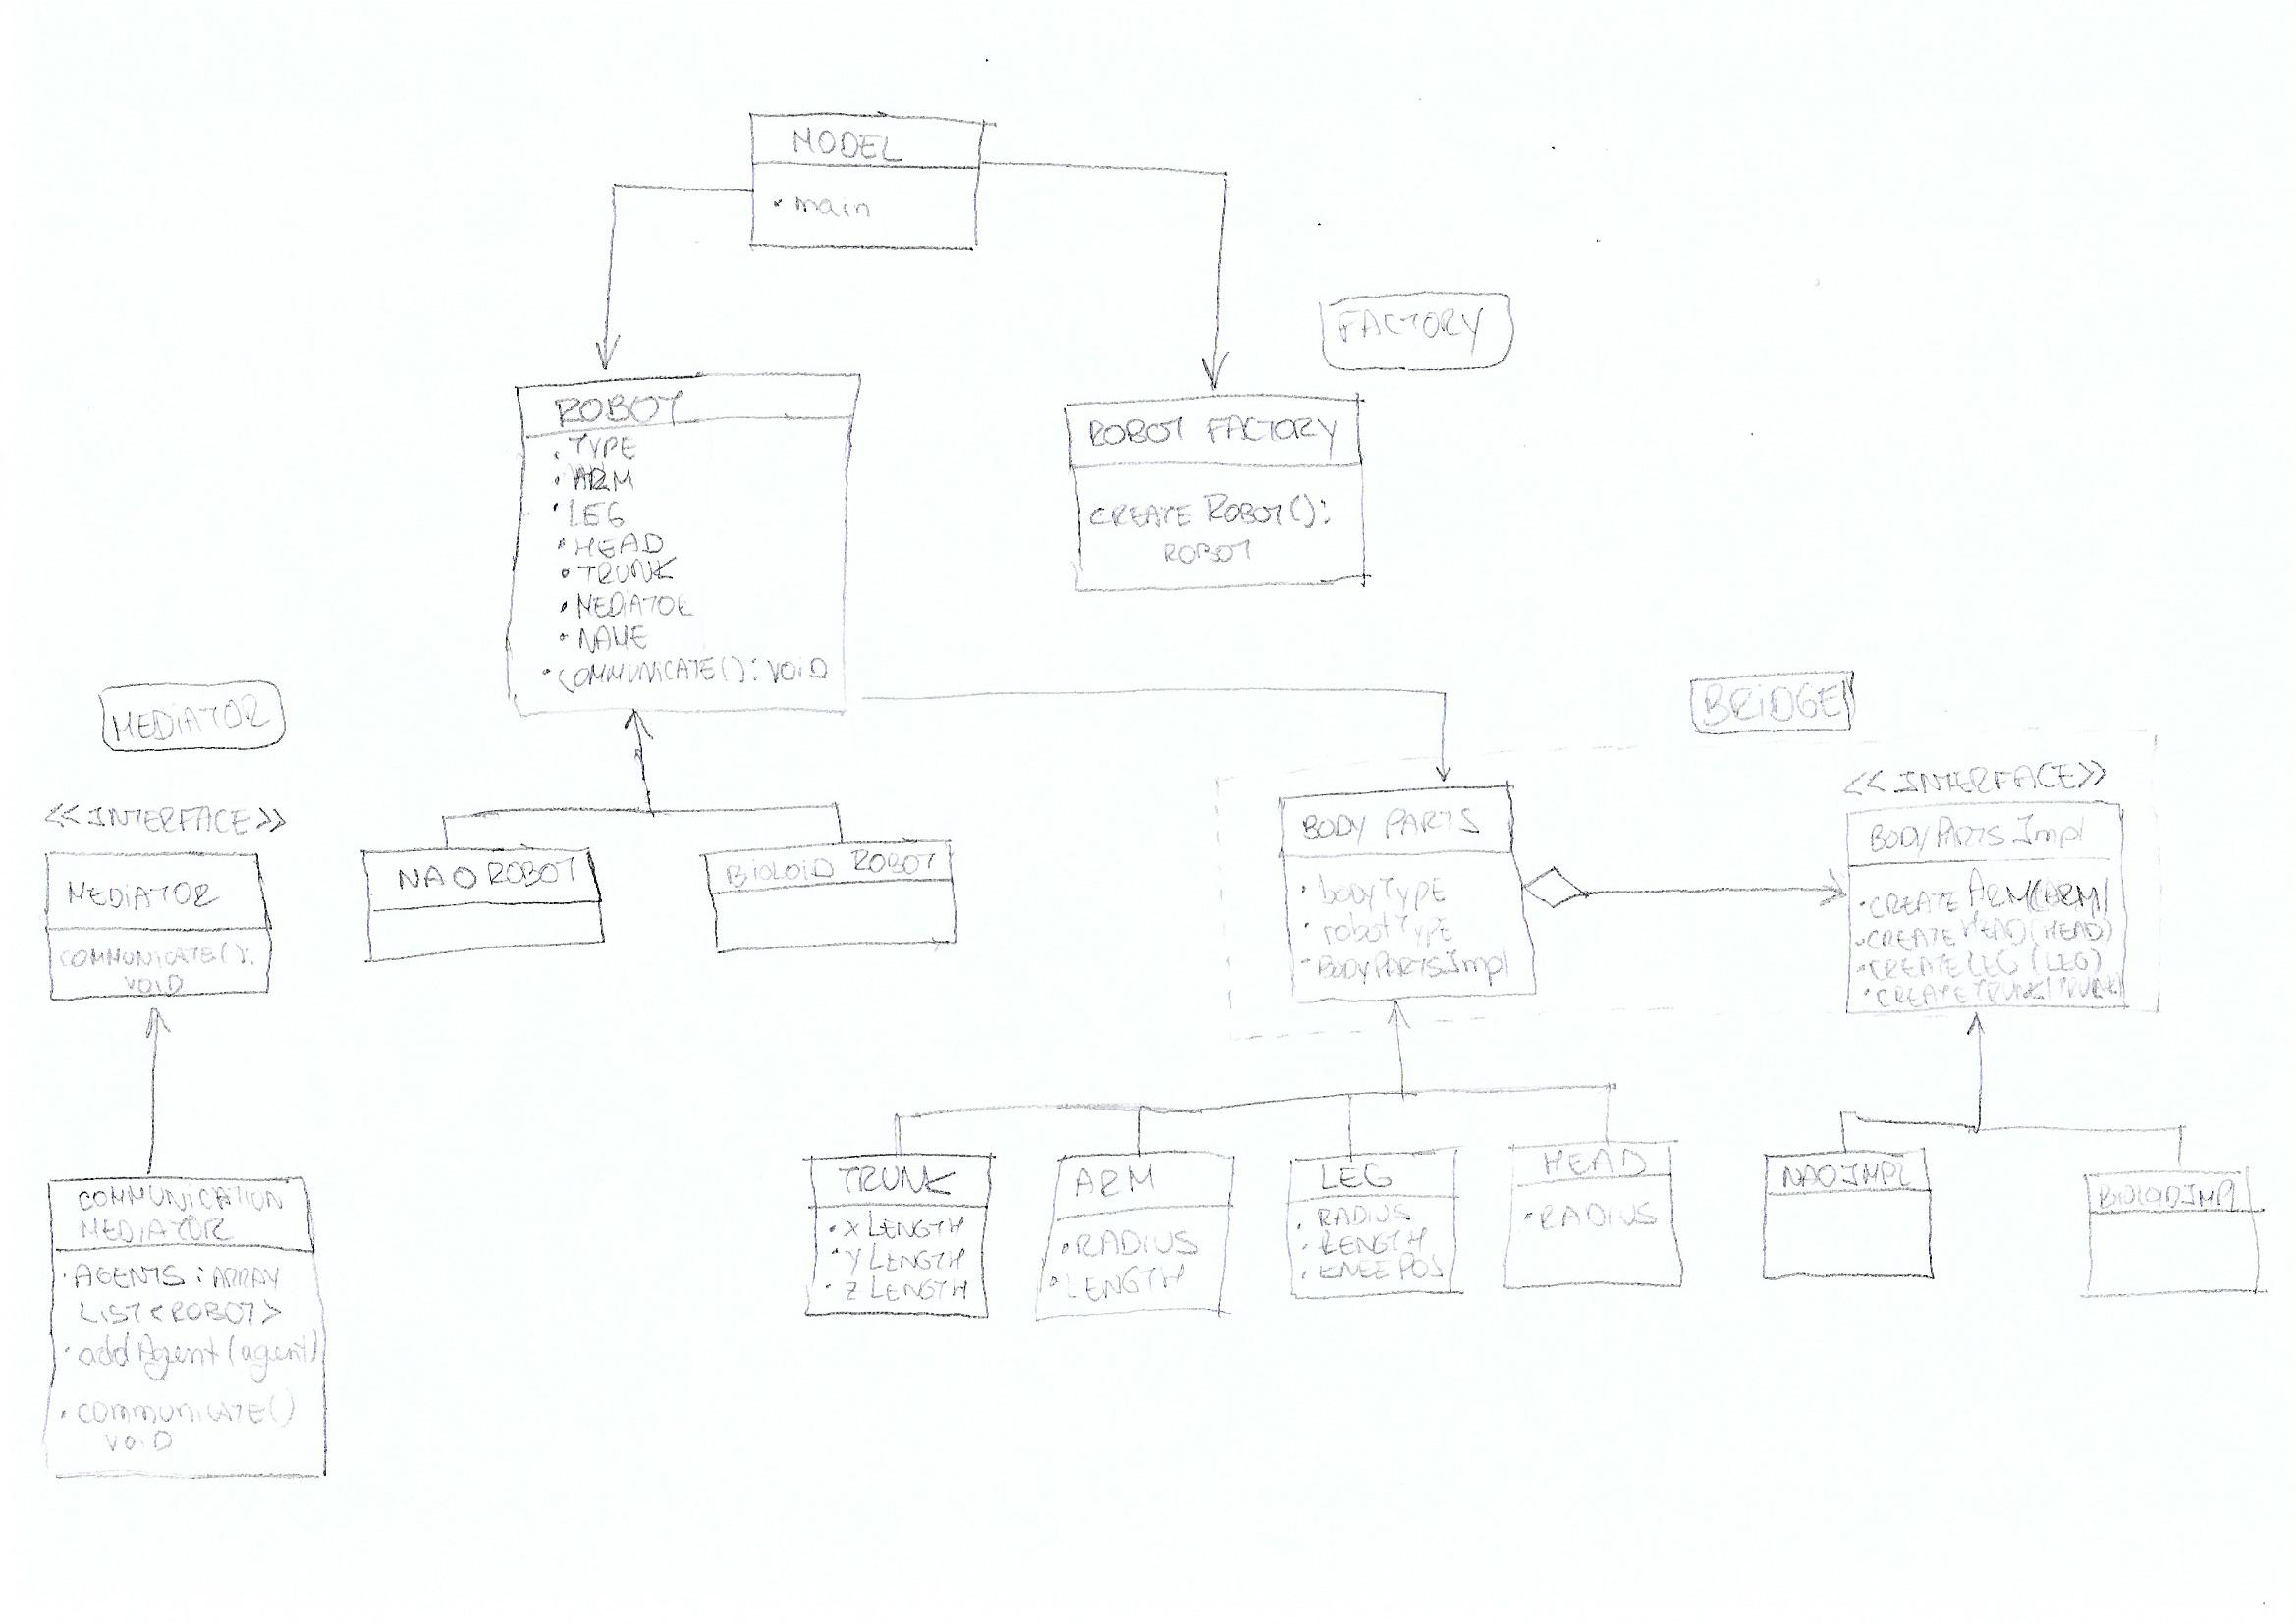 MODEL
• main
FACTORY
ROBOT
• TYPE
• ARM
• LEG
• HEAD
• TRUNK
• MEDIATOR
• NAME
• COMMUNICATE(): VOID
ROBOT FACTORY
CREATE ROBOT():
ROBOT
MEDIATOR
<<INTERFACE>>
MEDIATOR
COMMUNICATE():
VOID
NAO ROBOT
BIOLOID ROBOT
BRIDGE
BODY PARTS
• bodyType
• robotType
• BODYPARTSImpl
<<INTERFACE>>
BODYPARTSImpl
• CREATE ARM(ARM)
• CREATE HEAD(HEAD)
• CREATE LEG (LEG)
• CREATE TRUNK(TRUNK)
COMMUNICATION
MEDIATOR
• AGENTS : ARRAY
LIST<ROBOT>
• addAgent(agent)
• COMMUNICATE()
VOID
TRUNK
• X LENGTH
• Y LENGTH
• Z LENGTH
ARM
• RADIUS
• LENGTH
LEG
• RADIUS
• LENGTH
• KNEEPOS
HEAD
• RADIUS
NAOIMPL
BIOLOIDIMPL